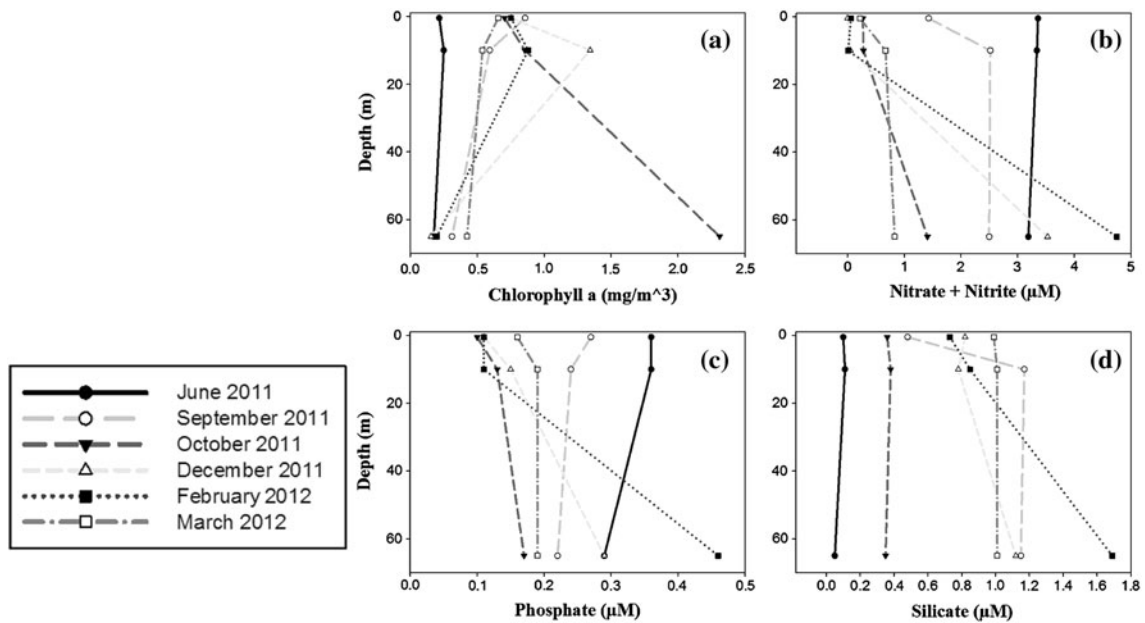 0
20
40
60
Depth (m)
(a)
0.0 0.5 1.0 1.5 2.0 2.5
Chlorophyll a (mg/m^3)
0
20
40
60
(b)
0 1 2 3 4 5
Nitrate + Nitrite (µM)
0
20
40
60
Depth (m)
(c)
0.0 0.1 0.2 0.3 0.4 0.5
Phosphate (µM)
0
20
40
60
(d)
0.0 0.2 0.4 0.6 0.8 1.0 1.2 1.4 1.6 1.8
Silicate (µM)
June 2011
September 2011
October 2011
December 2011
February 2012
March 2012